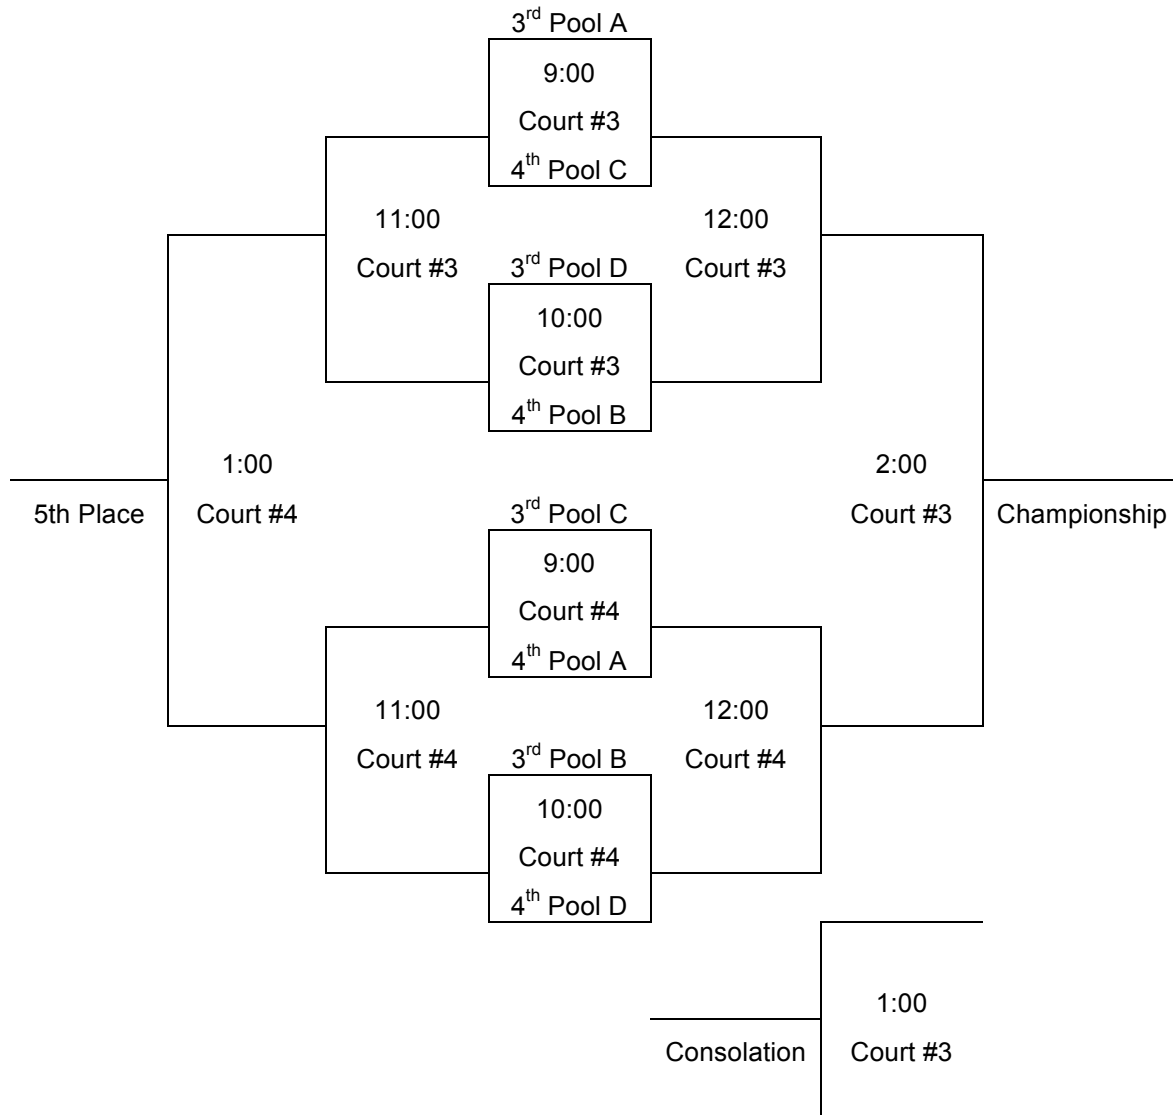 3rd Pool A
9:00
Court #3
4th Pool C
11:00
Court #3
12:00
Court #3
3rd Pool D
10:00
Court #3
4th Pool B
1:00
Court #4
5th Place
2:00
Court #3
Championship
3rd Pool C
9:00
Court #4
4th Pool A
11:00
Court #4
12:00
Court #4
3rd Pool B
10:00
Court #4
4th Pool D
1:00
Court #3
Consolation